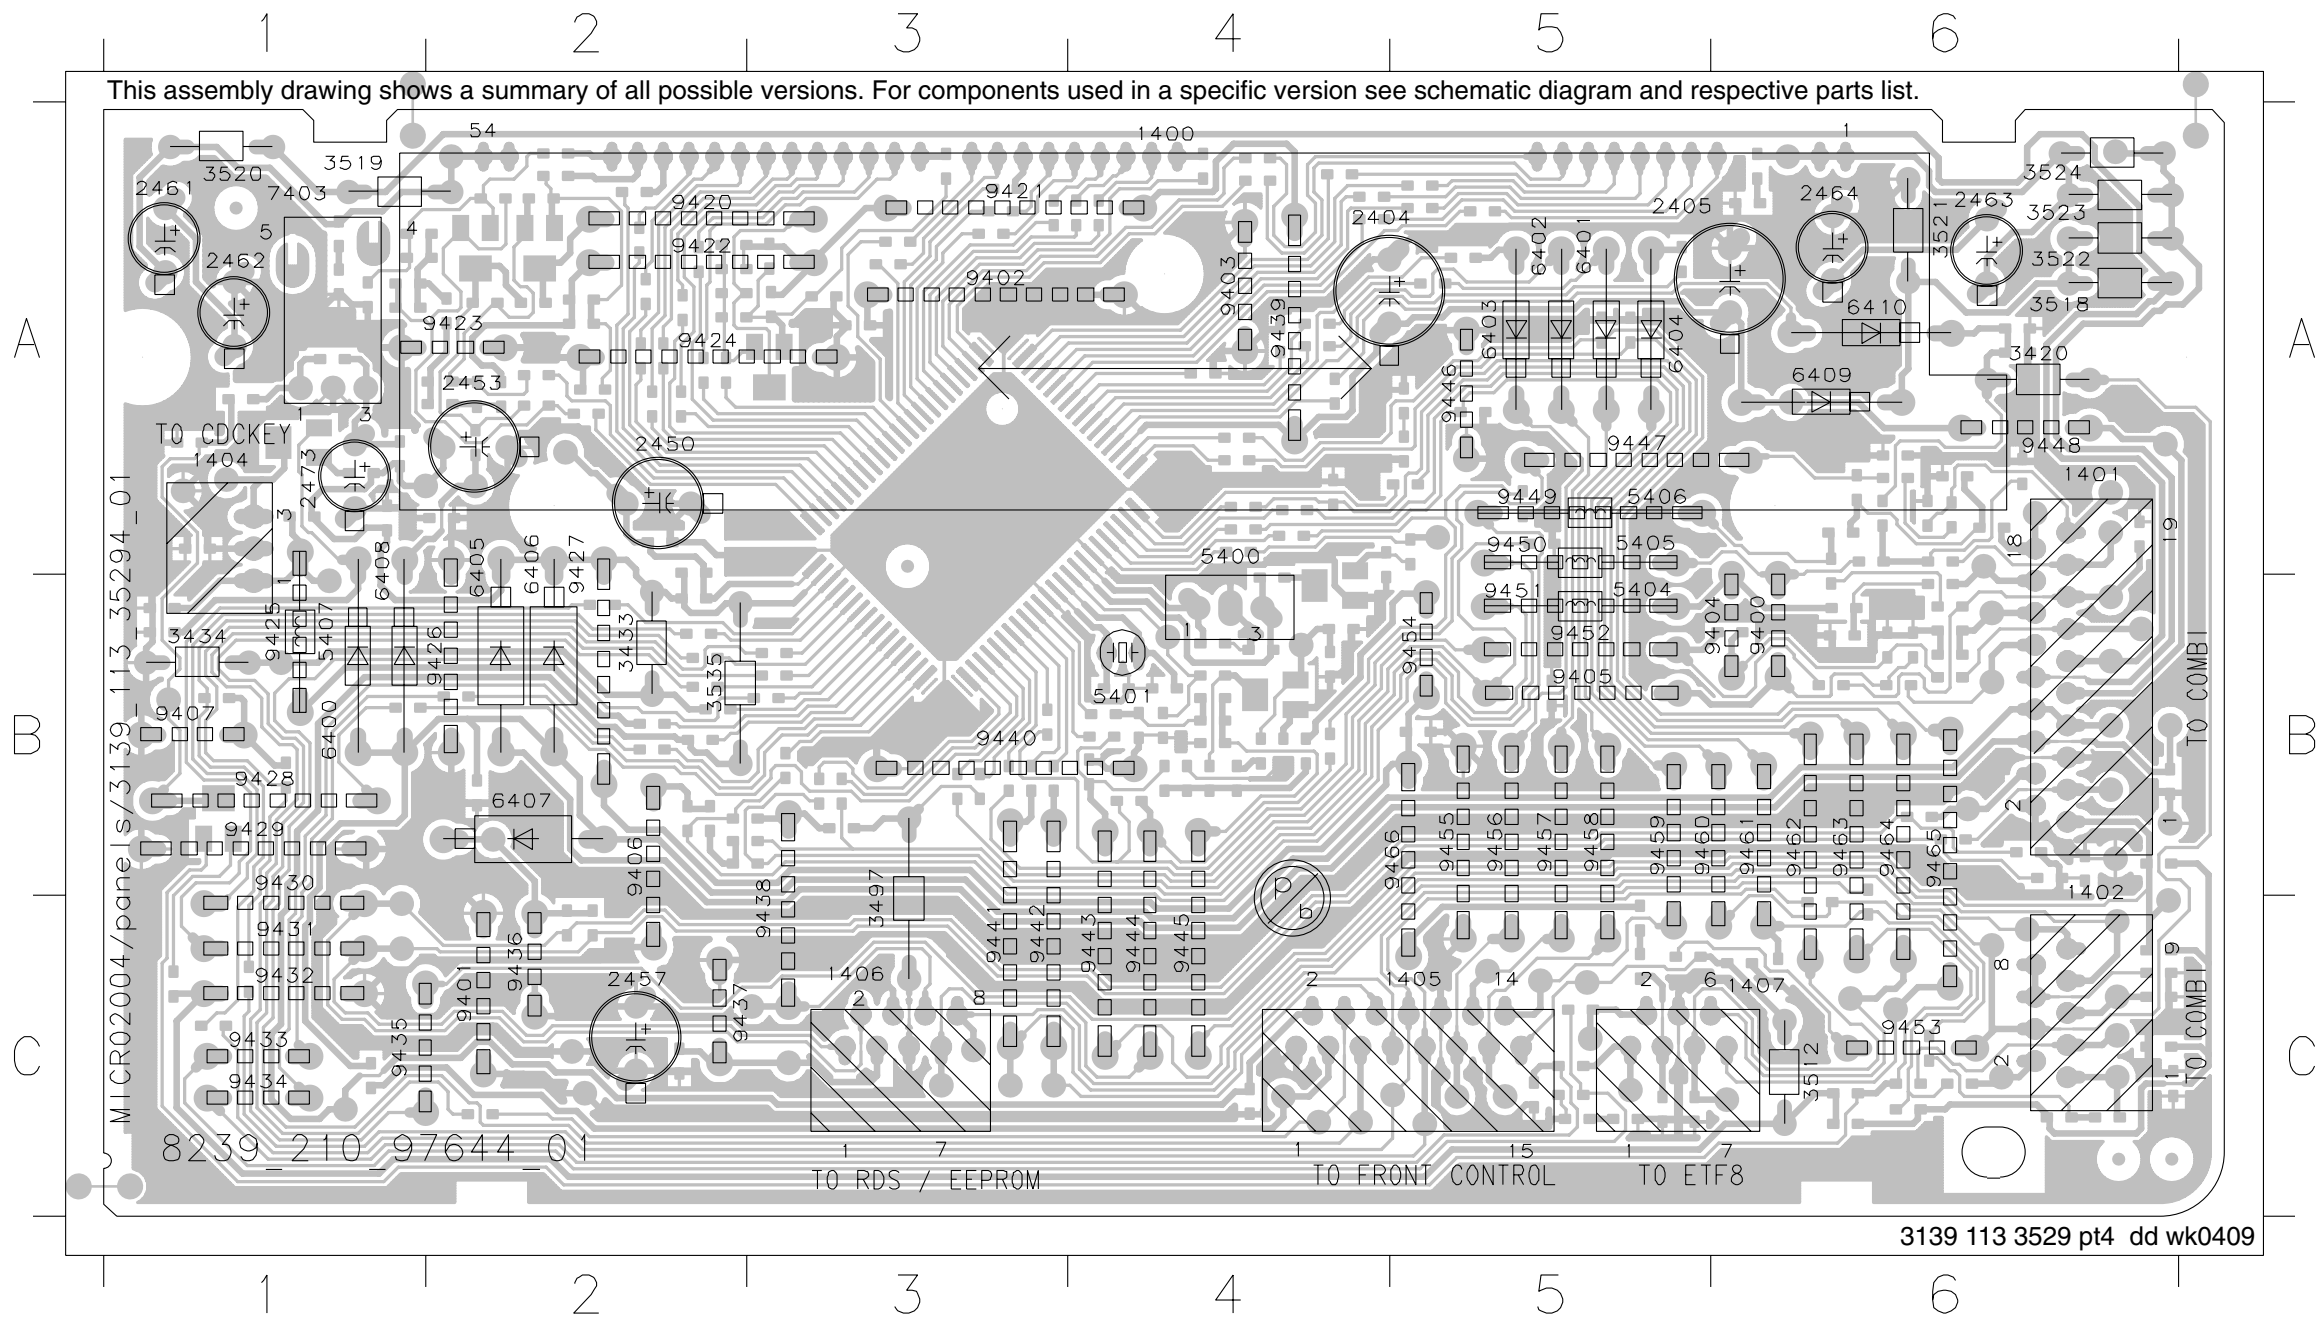 1 2 3 4 5 6
This assembly drawing shows a summary of all possible versions. For components used in a specific version see schematic diagram and respective parts list.
54 1400 1
3519 3520 3524
2461 7403 9420 9421 2404 2405 2464 2463 3523
5 4 6402 6401 3521
2462 9422 9402 9403 3522
9439 6410 3518
A 9423 9424 6403 6404 A
3420
2453 9446 6409
1 3
TO CDCKEY 2450 9447 9448
1404 2473 1401
3 9449 5406 19
18
6408 6405 6406 9427 5400 9450 5405
1 9451 5404
3434 9425 5407 9426 3433 1 3 9454 9452 9404 9400
3535 5401 9405
9407 6400 TO COMBI
B 9440 B
9428 6407 2
9429 9406 1
9466 9455 9456 9457 9458 9459 9460 9461 9462 9463 9464 9465
9430 3497 p b 1402
9431 9436 9438 9441 9442 9443 9444 9445
9432 9401 2457 1406 2 1405 14 2 6 1407 8 9
2 8
9433 9435 9437 9453
C 9434 3512 2 1 TO COMBI C
MICRO2004/panels/3139_113_35294_01
8239_210_97644_01
1 7 1 15 1 7
TO RDS / EEPROM TO FRONT CONTROL TO ETF8
3139 113 3529 pt4 dd wk0409
1 2 3 4 5 6